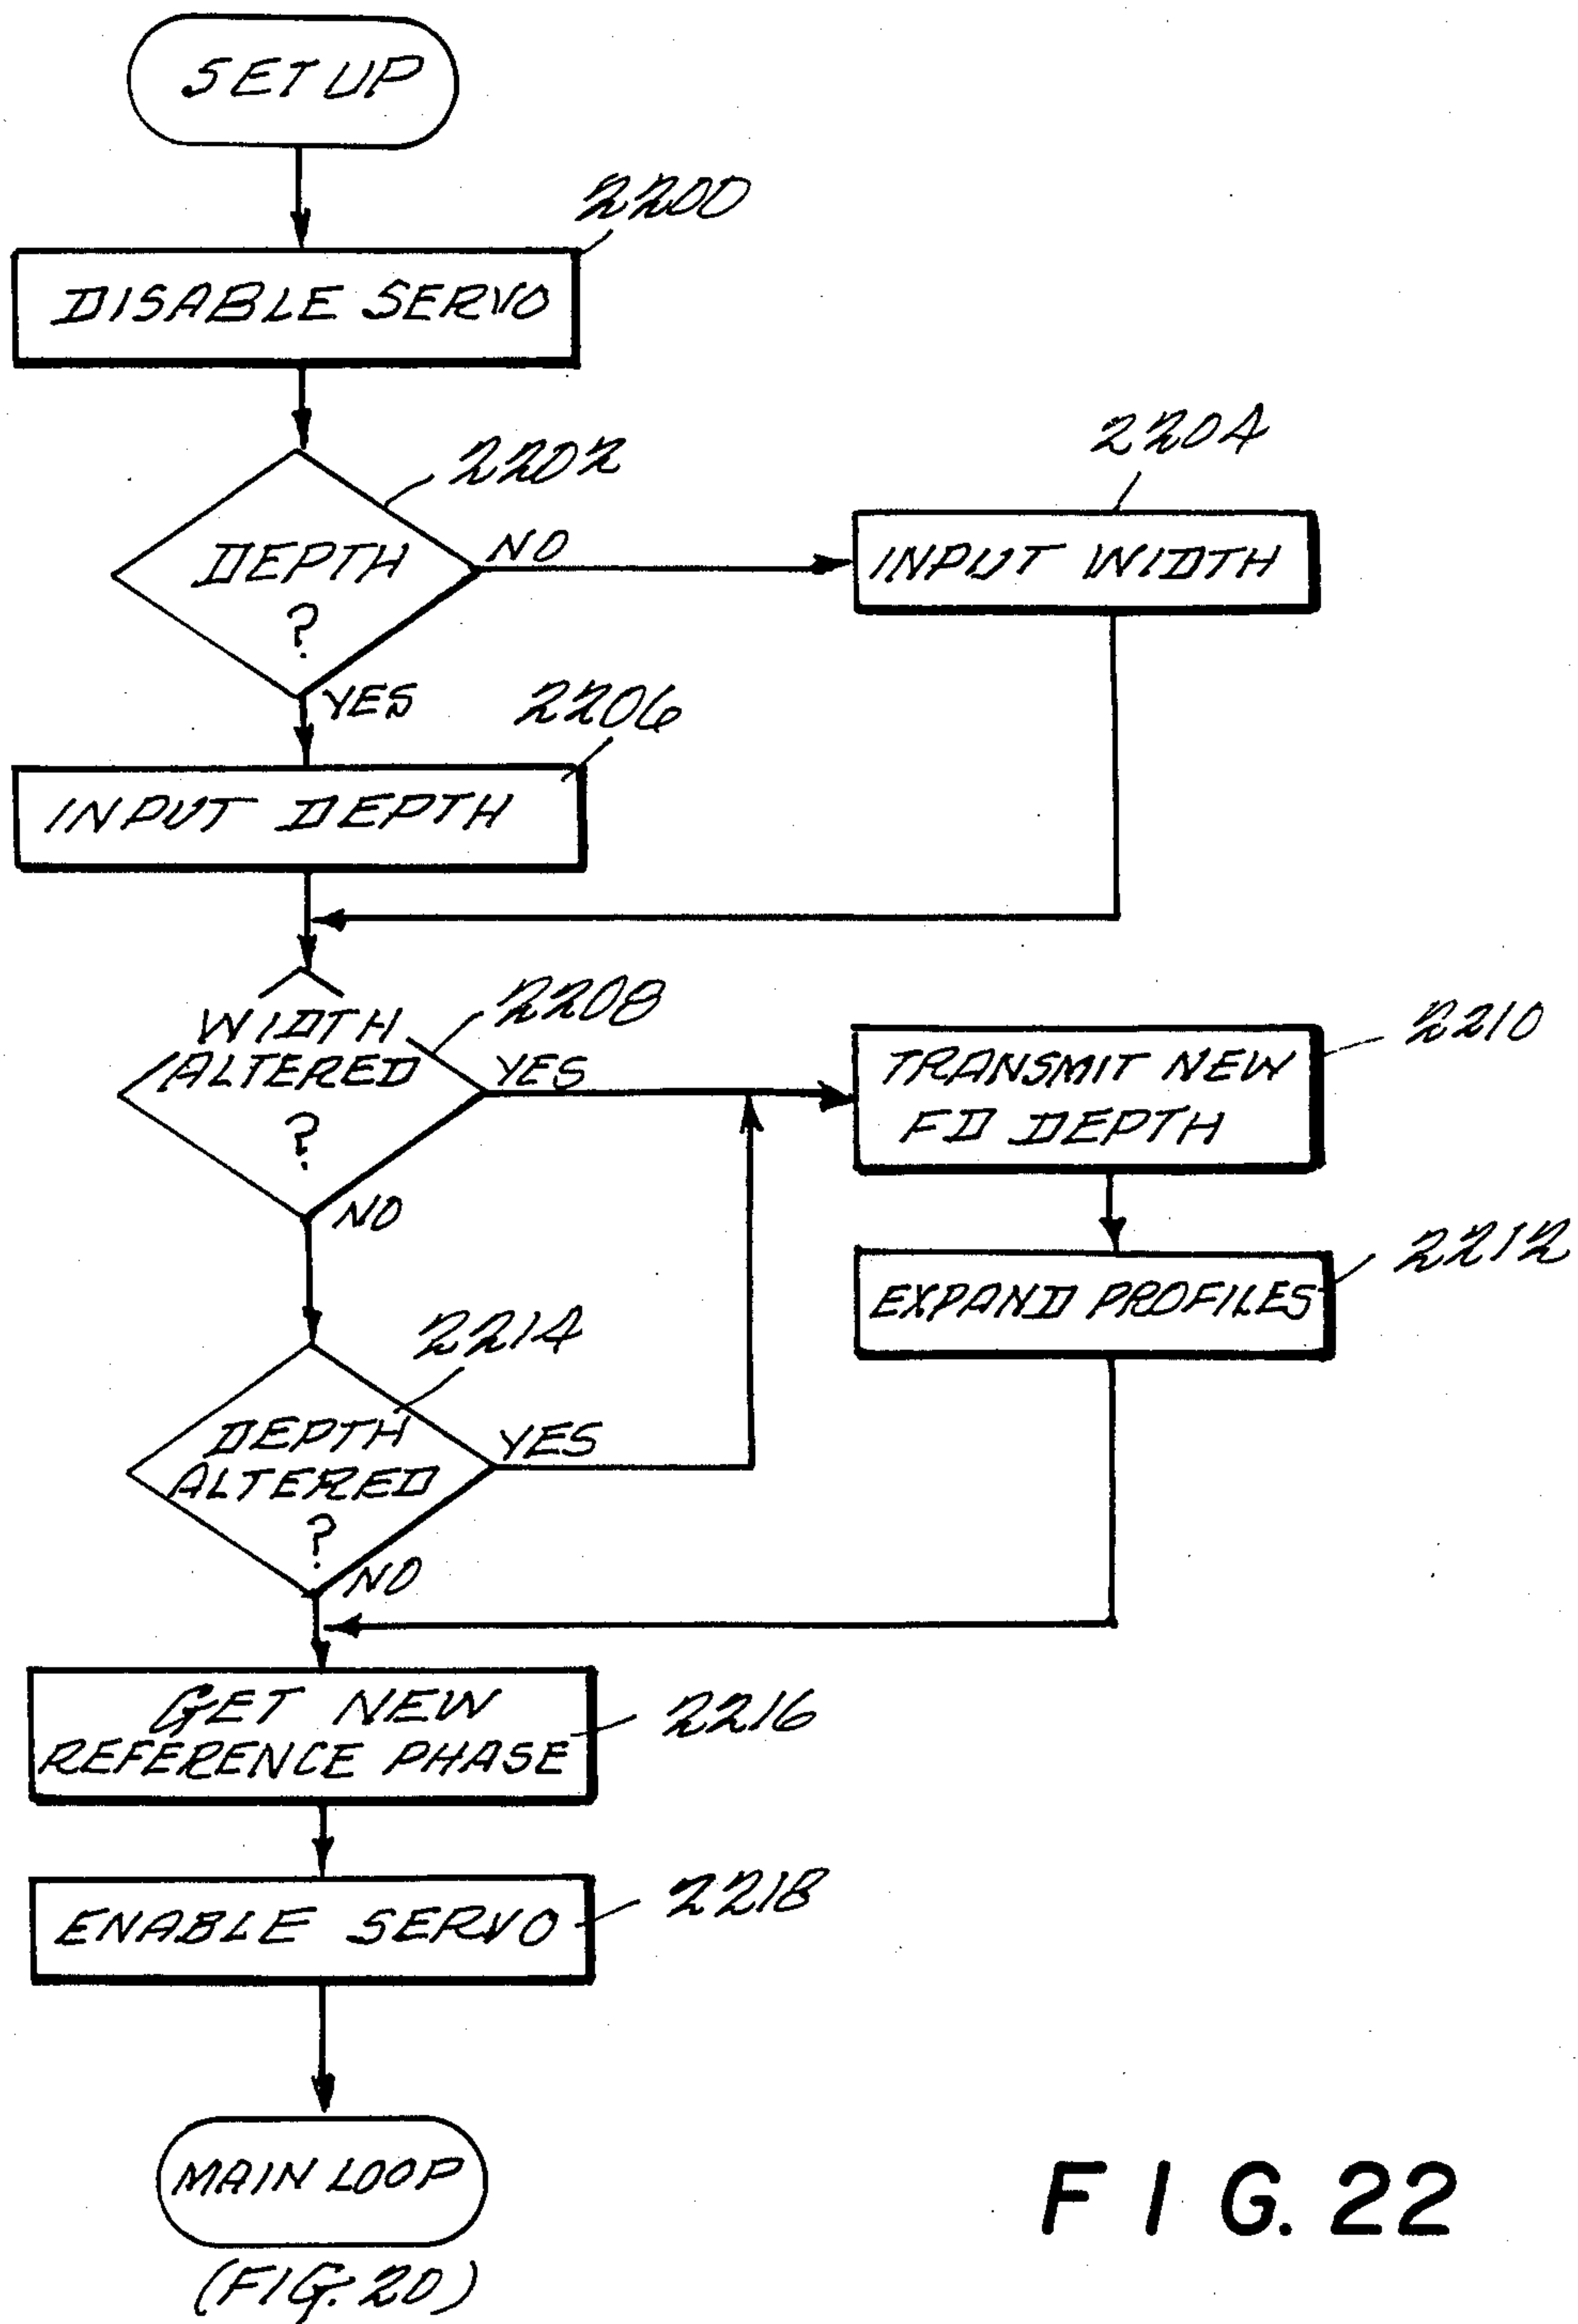 SET UP
2200
DISABLE SERVO
2202
2204
DEPTH
?
NO
INPUT WIDTH
YES
2206
INPUT DEPTH
2208
WIDTH
ALTERED
?
YES
2210
TRANSMIT NEW
FD DEPTH
NO
2212
EXPAND PROFILES
2214
DEPTH
ALTERED
?
YES
NO
GET NEW
REFERENCE PHASE
2216
ENABLE SERVO
2218
MAIN LOOP
(FIG. 20)
FIG. 22